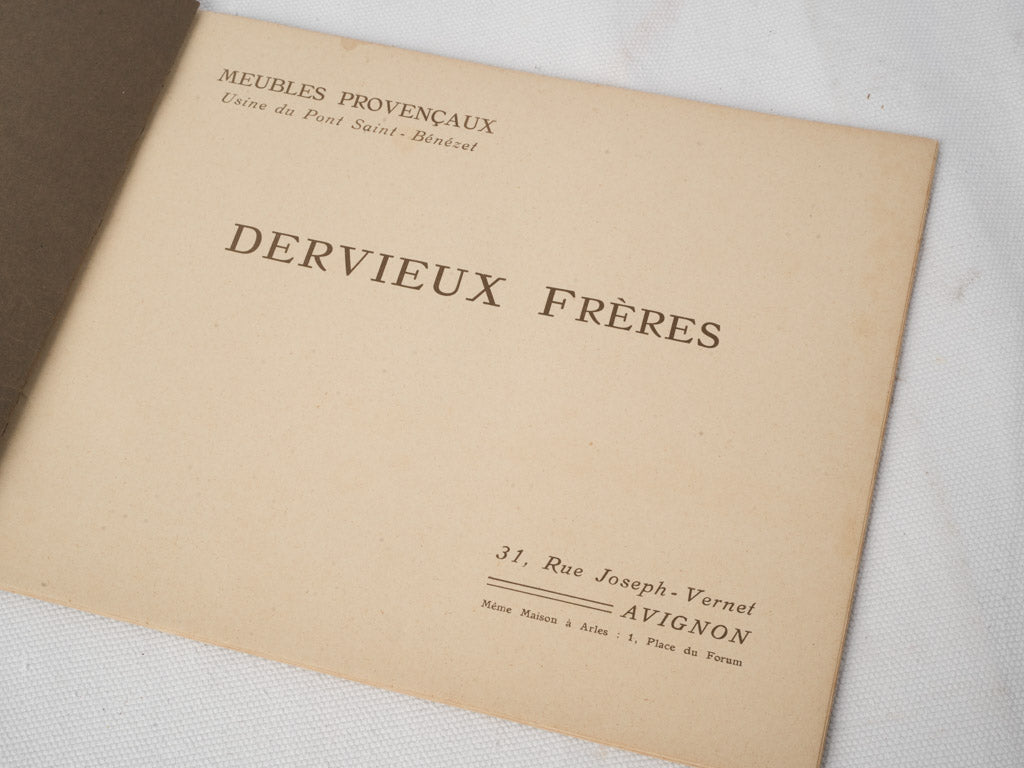 MEUBLES PROVENÇAUX
Usine du Pont Saint-Bénézet
DERVIEUX FRÈRES
31, Rue Joseph-Vernet
AVIGNON
Même Maison à Arles : 1, Place du Forum